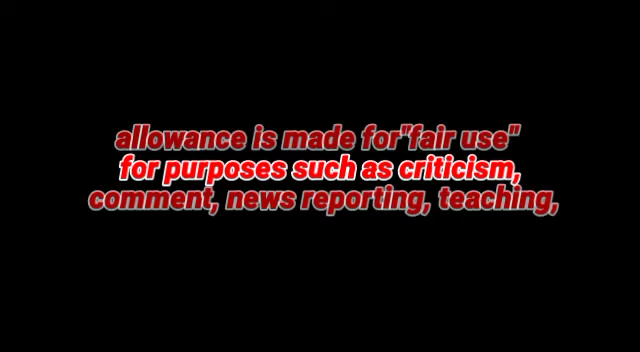 allowance is made for"fair use"
for purposes such as criticism,
comment, news reporting, teaching,